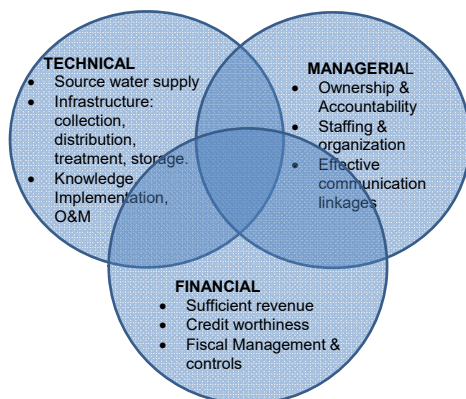 TECHNICAL
• Source water supply
• Infrastructure:
collection,
distribution,
treatment, storage.
• Knowledge
Implementation,
O&M
MANAGERIAL
• Ownership &
Accountability
• Staffing &
organization
• Effective
communication
linkages
FINANCIAL
• Sufficient revenue
• Credit worthiness
• Fiscal Management &
controls